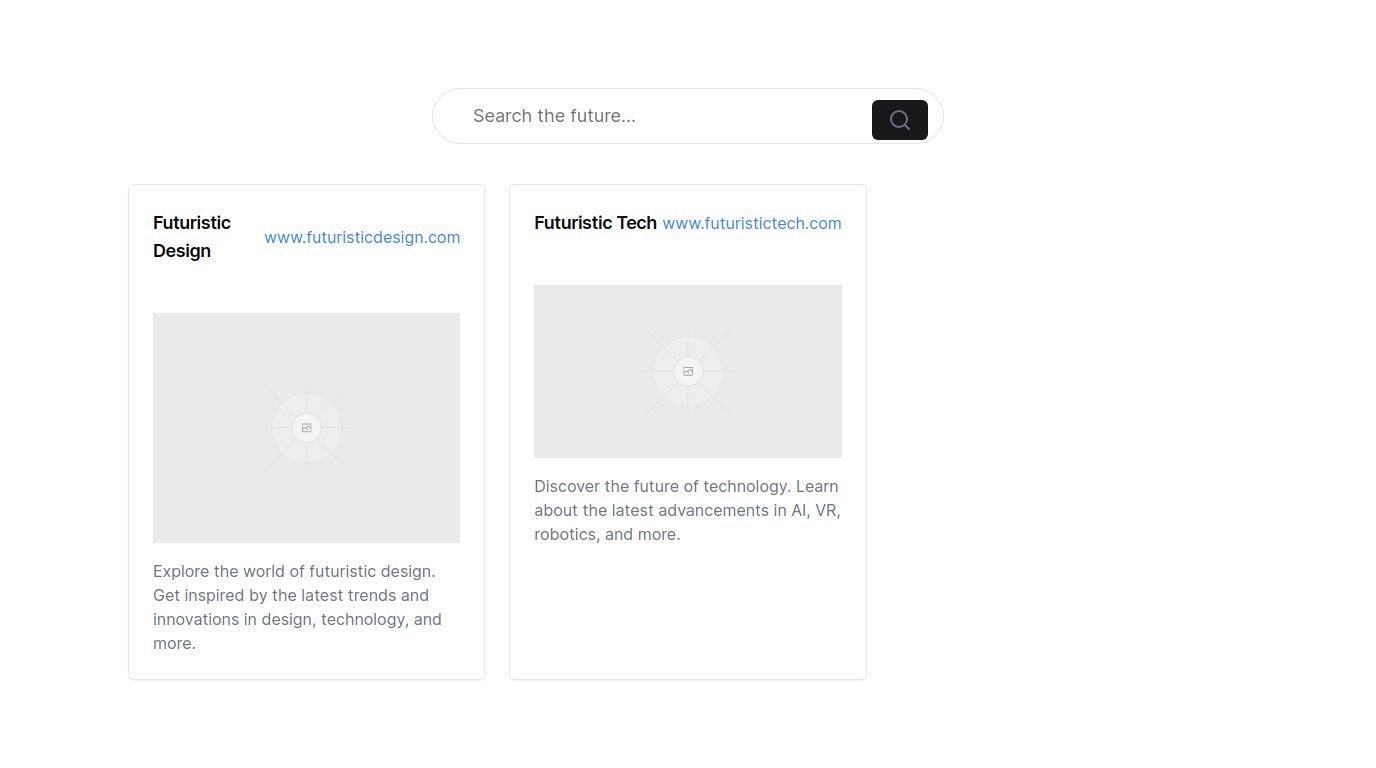 Search the future...
Futuristic
Design
www.futuristicdesign.com
Explore the world of futuristic design.
Get inspired by the latest trends and
innovations in design, technology, and
more.
Futuristic Tech www.futuristictech.com
Discover the future of technology. Learn
about the latest advancements in AI, VR,
robotics, and more.